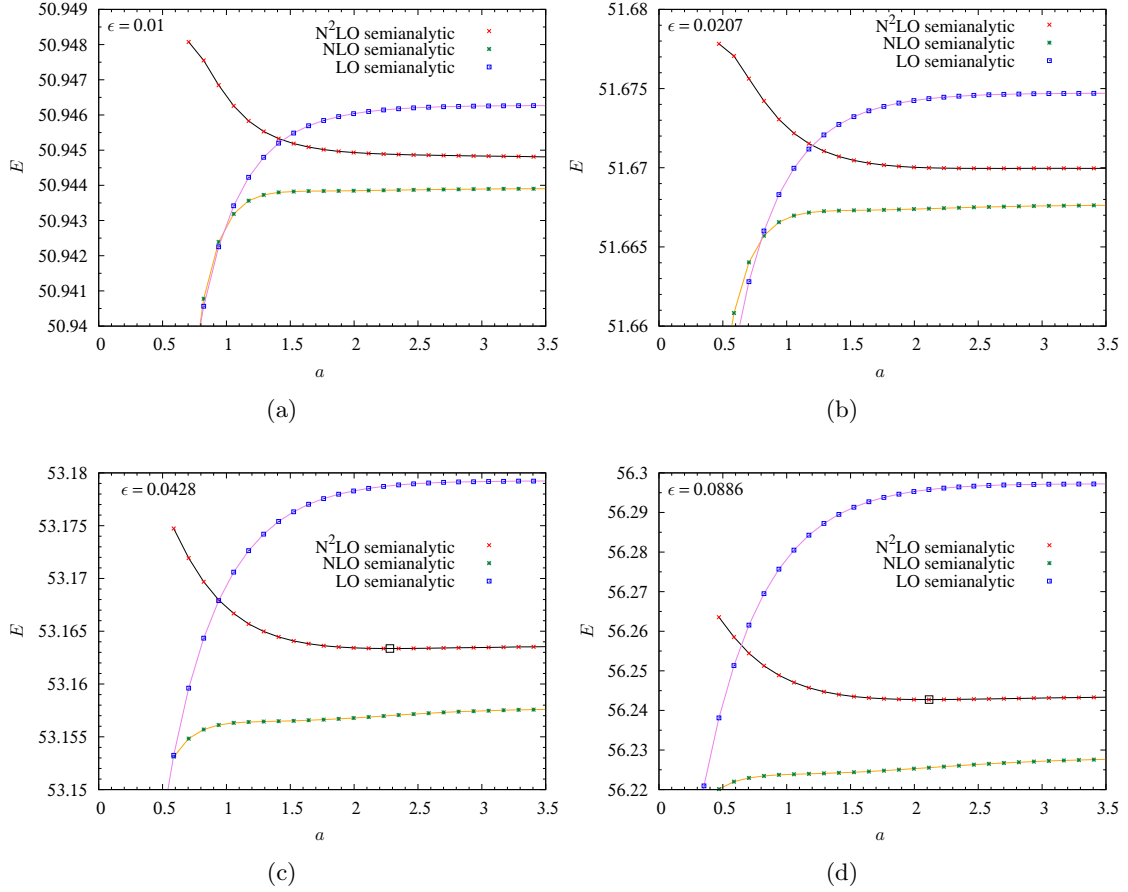 ϵ = 0.01
N²LO semianalytic
NLO semianalytic
LO semianalytic
50.949
50.948
50.947
50.946
50.945
50.944
50.943
50.942
50.941
50.94
E
0 0.5 1 1.5 2 2.5 3 3.5
a
(a)
ϵ = 0.0207
N²LO semianalytic
NLO semianalytic
LO semianalytic
51.68
51.675
51.67
51.665
51.66
E
0 0.5 1 1.5 2 2.5 3 3.5
a
(b)
ϵ = 0.0428
N²LO semianalytic
NLO semianalytic
LO semianalytic
53.18
53.175
53.17
53.165
53.16
53.155
53.15
E
0 0.5 1 1.5 2 2.5 3 3.5
a
(c)
ϵ = 0.0886
N²LO semianalytic
NLO semianalytic
LO semianalytic
56.3
56.29
56.28
56.27
56.26
56.25
56.24
56.23
56.22
E
0 0.5 1 1.5 2 2.5 3 3.5
a
(d)